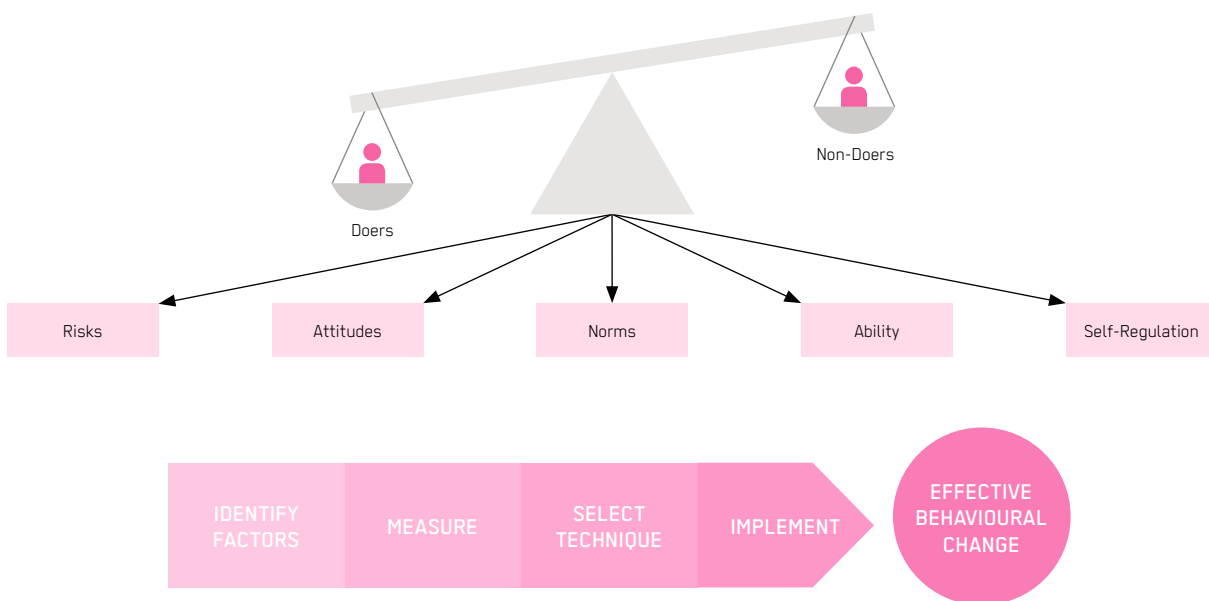 Non-Doers
Doers
Risks
Attitudes
Norms
Ability
Self-Regulation
IDENTIFY
FACTORS
MEASURE
SELECT
TECHNIQUE
IMPLEMENT
EFFECTIVE
BEHAVIOURAL
CHANGE